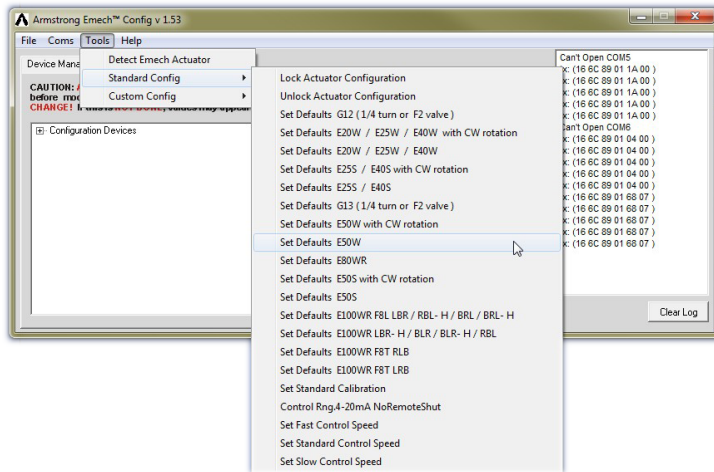 Armstrong Emech™ Config v 1.53
File Coms Tools Help
Detect Emech Actuator
Standard Config
Custom Config
Device Mana
CAUTION:
before
CHANGE!
Configuration Devices
Lock Actuator Configuration
Unlock Actuator Configuration
Set Defaults G12 ( 1/4 turn or F2 valve )
Set Defaults E20W / E25W / E40W with CW rotation
Set Defaults E20W / E25W / E40W
Set Defaults E25S / E40S with CW rotation
Set Defaults E25S / E40S
Set Defaults G13 ( 1/4 turn or F2 valve )
Set Defaults E50W with CW rotation
Set Defaults E50W
Set Defaults E80WR
Set Defaults E50S with CW rotation
Set Defaults E50S
Set Defaults E100WR F8L LBR / RBL- H / BRL / BRL- H
Set Defaults E100WR LBR- H / BLR / BLR- H / RBL
Set Defaults E100WR F8T RLB
Set Defaults E100WR F8T LRB
Set Standard Calibration
Control Rng.4-20mA NoRemoteShut
Set Fast Control Speed
Set Standard Control Speed
Set Slow Control Speed
Can't Open COM5
x: (16 6C 89 01 1A 00 )
x: (16 6C 89 01 1A 00 )
x: (16 6C 89 01 1A 00 )
x: (16 6C 89 01 1A 00 )
x: (16 6C 89 01 1A 00 )
Can't Open COM6
x: (16 6C 89 01 04 00 )
x: (16 6C 89 01 04 00 )
x: (16 6C 89 01 04 00 )
x: (16 6C 89 01 04 00 )
x: (16 6C 89 01 04 00 )
x: (16 6C 89 01 68 07 )
x: (16 6C 89 01 68 07 )
x: (16 6C 89 01 68 07 )
x: (16 6C 89 01 68 07 )
x: (16 6C 89 01 68 07 )
Clear Log